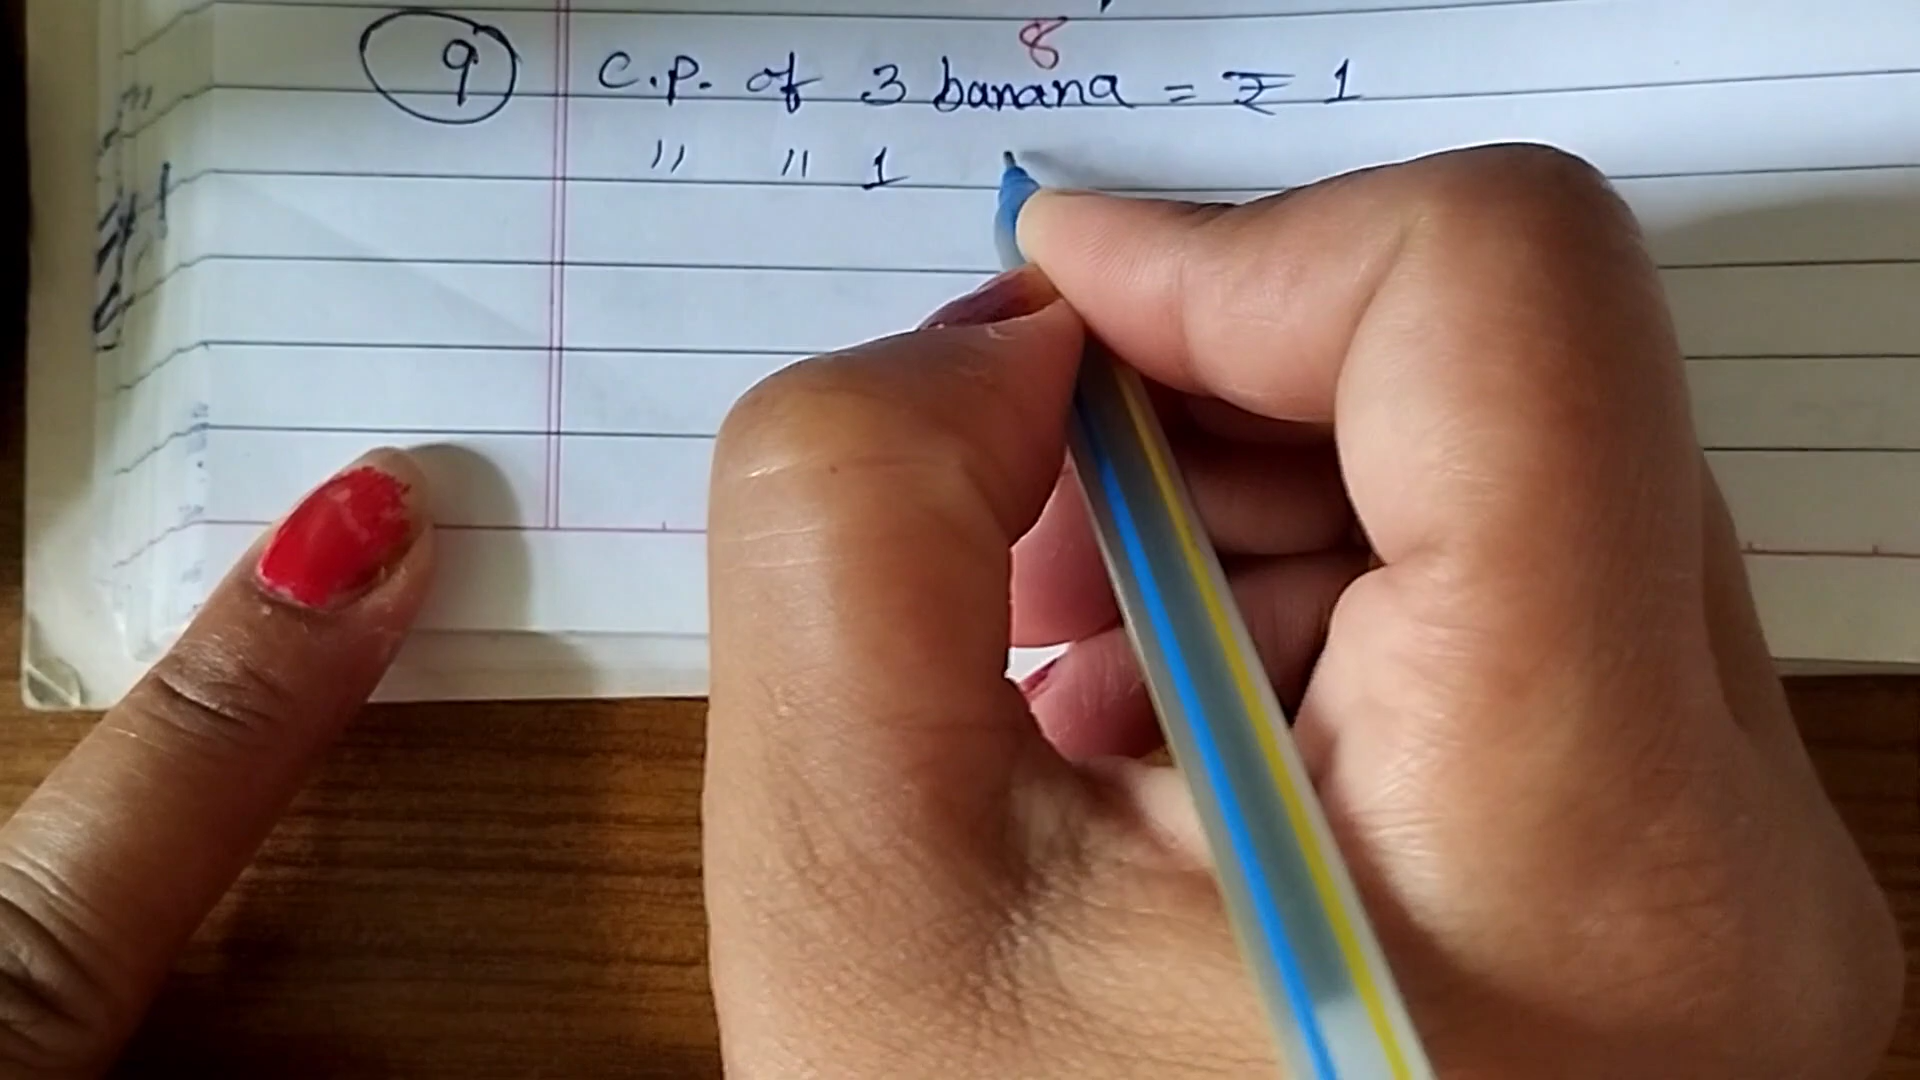 8
9 C.P. of 3 banana = ₹ 1
" " 1